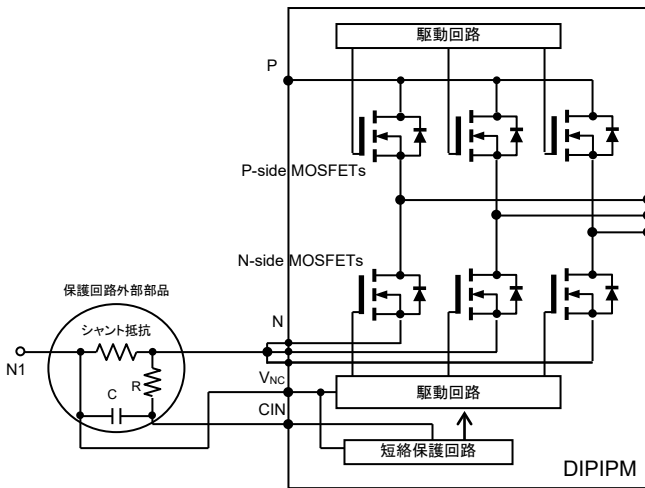 駆動回路
P
P-side MOSFETs
N-side MOSFETs
保護回路外部部品
シャント抵抗
N
N1
R
C
VNC
駆動回路
CIN
短絡保護回路
DIPIPM